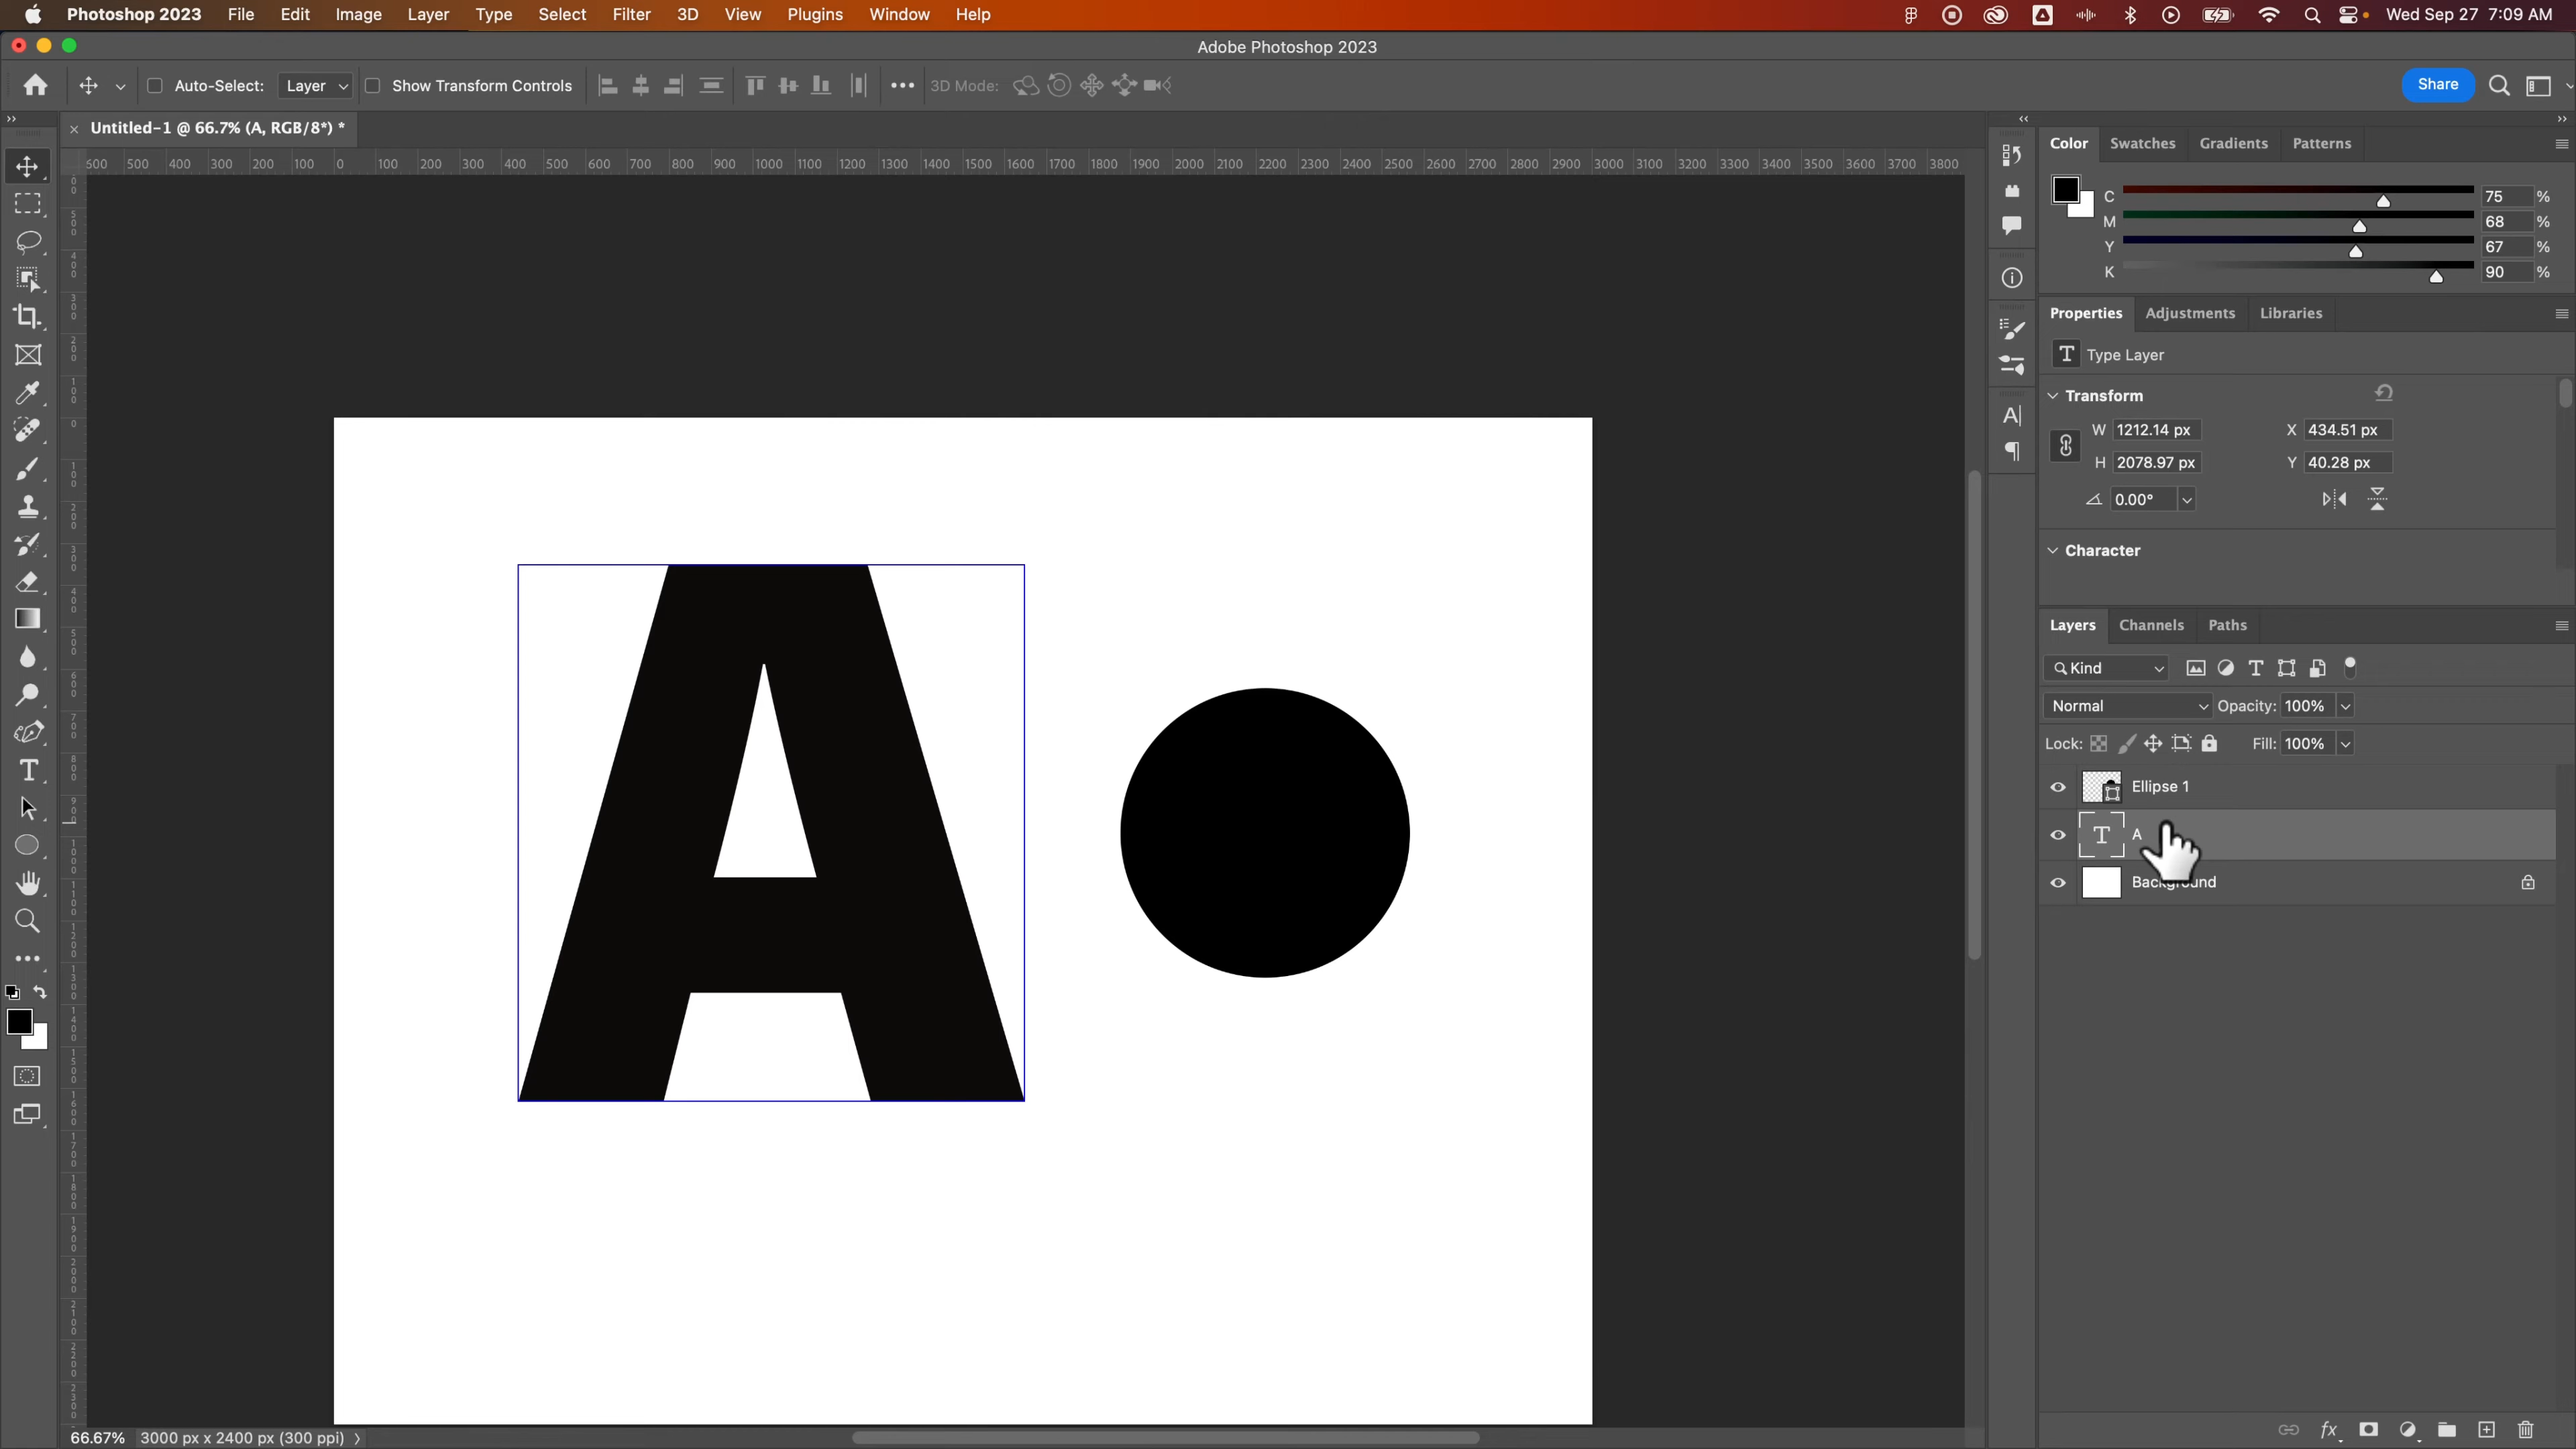 Photoshop 2023 File Edit Image Layer Type Select Filter 3D View Plugins Window Help Wed Sep 27 7:09 AM
Adobe Photoshop 2023
Auto-Select: Layer Show Transform Controls 3D Mode: Share
Untitled-1 @ 66.7% (A, RGB/8*) *
600 500 400 300 200 100 0 100 200 300 400 500 600 700 800 900 1000 1100 1200 1300 1400 1500 1600 1700 1800 1900 2000 2100 2200 2300 2400 2500 2600 2700 2800 2900 3000 3100 3200 3300 3400 3500 3600 3700 3800
Color Swatches Gradients Patterns
C 75 %
M 68 %
Y 67 %
K 90 %
Properties Adjustments Libraries
T Type Layer
Transform
W 1212.14 px X 434.51 px
H 2078.97 px Y 40.28 px
0.00°
Character
A
Layers Channels Paths
Kind
Normal Opacity: 100%
Lock: Fill: 100%
Ellipse 1
T A
Background
fx
66.67% 3000 px x 2400 px (300 ppi)